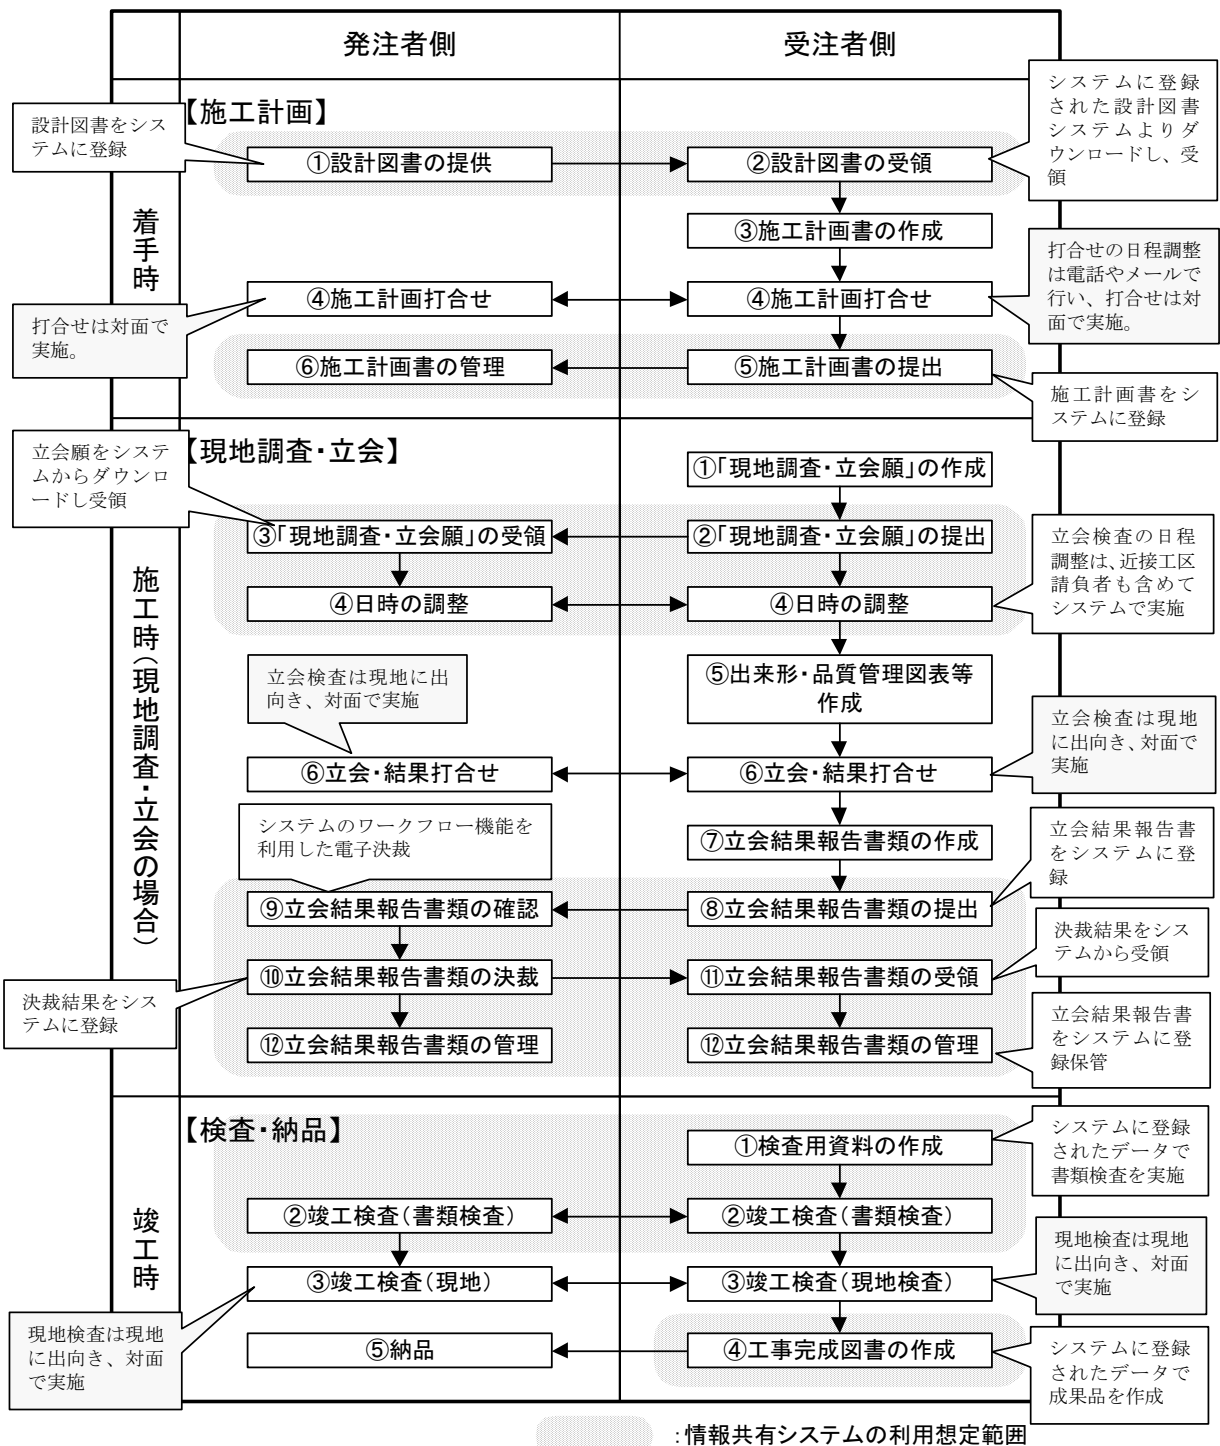 発注者側
受注者側
着手時
【施工計画】
設計図書をシス
テムに登録
システムに登録
された設計図書
システムよりダ
ウンロードし、受
領
①設計図書の提供
②設計図書の受領
③施工計画書の作成
打合せの日程調整
は電話やメールで
行い、打合せは対
面で実施。
④施工計画打合せ
④施工計画打合せ
打合せは対面で
実施。
⑥施工計画書の管理
⑤施工計画書の提出
施工計画書をシ
ステムに登録
施工時（現地調査・立会の場合）
【現地調査・立会】
立会願をシステ
ムからダウンロ
ードし受領
①「現地調査・立会願」の作成
③「現地調査・立会願」の受領
②「現地調査・立会願」の提出
立会検査の日程
調整は、近接工区
請負者も含めて
システムで実施
④日時の調整
④日時の調整
⑤出来形・品質管理図表等
作成
立会検査は現地に出
向き、対面で実施
立会検査は現地
に出向き、対面で
実施
⑥立会・結果打合せ
⑥立会・結果打合せ
システムのワークフロー機能を
利用した電子決裁
⑦立会結果報告書類の作成
立会結果報告書
をシステムに登
録
⑨立会結果報告書類の確認
⑧立会結果報告書類の提出
決裁結果をシス
テムから受領
⑩立会結果報告書類の決裁
⑪立会結果報告書類の受領
決裁結果をシス
テムに登録
立会結果報告書
をシステムに登
録保管
⑫立会結果報告書類の管理
⑫立会結果報告書類の管理
竣工時
【検査・納品】
①検査用資料の作成
システムに登録
されたデータで
書類検査を実施
②竣工検査（書類検査）
②竣工検査（書類検査）
現地検査は現地
に出向き、対面
で実施
③竣工検査（現地）
③竣工検査（現地検査）
現地検査は現地
に出向き、対面
で実施
⑤納品
④工事完成図書の作成
システムに登録
されたデータで
成果品を作成
：情報共有システムの利用想定範囲